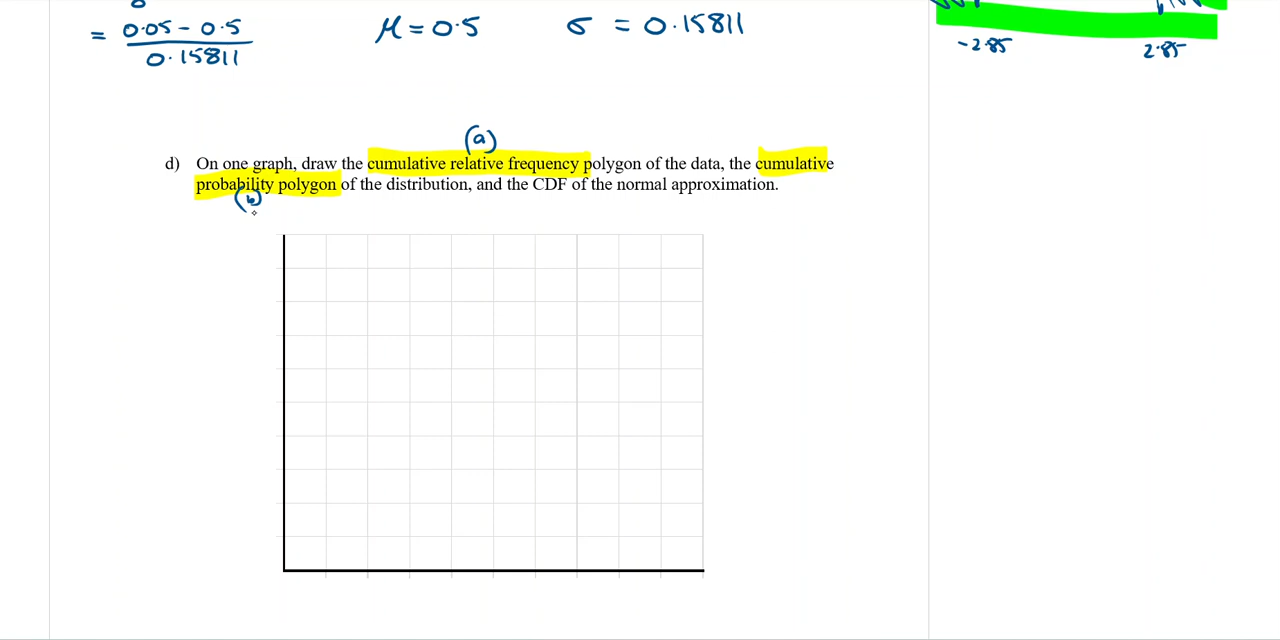 = 0.05 - 0.5 / 0.15811
μ = 0.5
σ = 0.15811
-2.85
2.85
(a)
d) On one graph, draw the cumulative relative frequency polygon of the data, the cumulative
probability polygon of the distribution, and the CDF of the normal approximation.
(b)